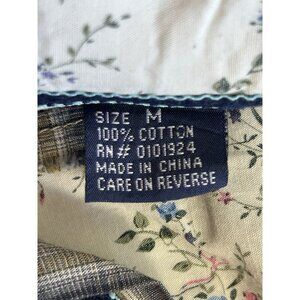 SIZE M
100% COTTON
RN# 0101924
MADE IN CHINA
CARE ON REVERSE